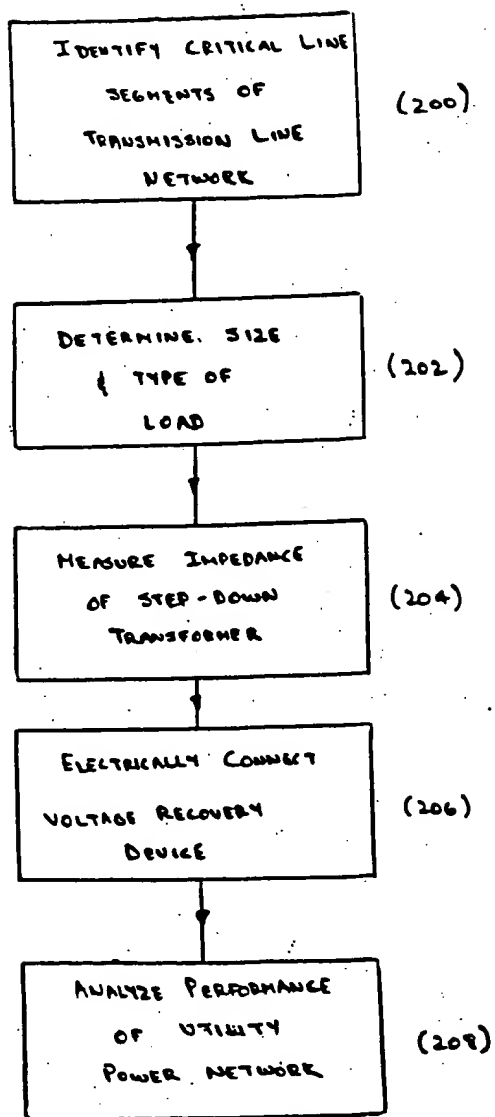 IDENTIFY CRITICAL LINE
SEGMENTS OF
TRANSMISSION LINE
NETWORK
(200)
DETERMINE. SIZE
& TYPE OF
LOAD
(202)
MEASURE IMPEDANCE
OF STEP-DOWN
TRANSFORMER
(204)
ELECTRICALLY CONNECT
VOLTAGE RECOVERY
DEVICE
(206)
ANALYZE PERFORMANCE
OF UTILITY
POWER NETWORK
(208)